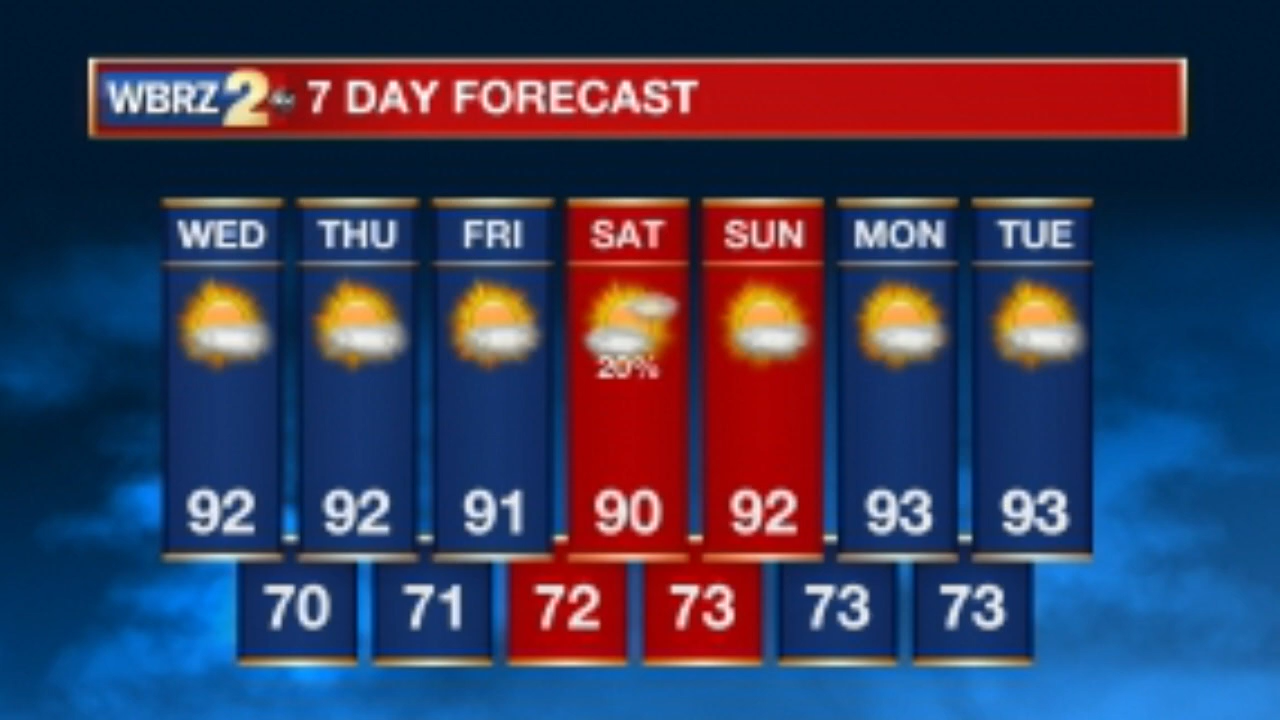 WBRZ 2 abc 7 DAY FORECAST
WED THU FRI SAT SUN MON TUE
20%
92 92 91 90 92 93 93
70 71 72 73 73 73